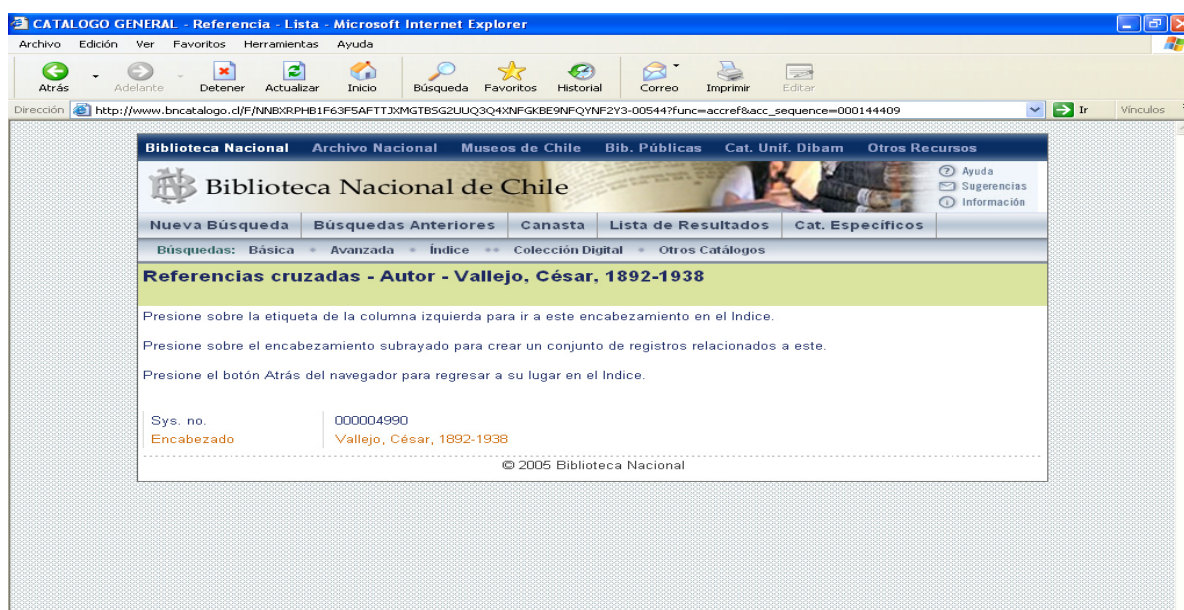 CATALOGO GENERAL - Referencia - Lista - Microsoft Internet Explorer
Archivo Edición Ver Favoritos Herramientas Ayuda
Atrás Adelante Detener Actualizar Inicio Búsqueda Favoritos Historial Correo Imprimir Editar
Dirección http://www.bncatalogo.cl/F/NNBXRPHB1F63F5AFTTJXMGTBSG2UUQ3Q4XNFGKBE9NFQYNF2Y3-00544?func=accref&acc_sequence=000144409 Ir Vínculos
Biblioteca Nacional Archivo Nacional Museos de Chile Bib. Públicas Cat. Unif. Dibam Otros Recursos
Biblioteca Nacional de Chile
Ayuda
Sugerencias
Información
Nueva Búsqueda Búsquedas Anteriores Canasta Lista de Resultados Cat. Específicos
Búsquedas: Básica Avanzada Índice Colección Digital Otros Catálogos
Referencias cruzadas - Autor - Vallejo, César, 1892-1938
Presione sobre la etiqueta de la columna izquierda para ir a este encabezamiento en el Indice.
Presione sobre el encabezamiento subrayado para crear un conjunto de registros relacionados a este.
Presione el botón Atrás del navegador para regresar a su lugar en el Indice.
Sys. no. 000004990
Encabezado Vallejo, César, 1892-1938
© 2005 Biblioteca Nacional